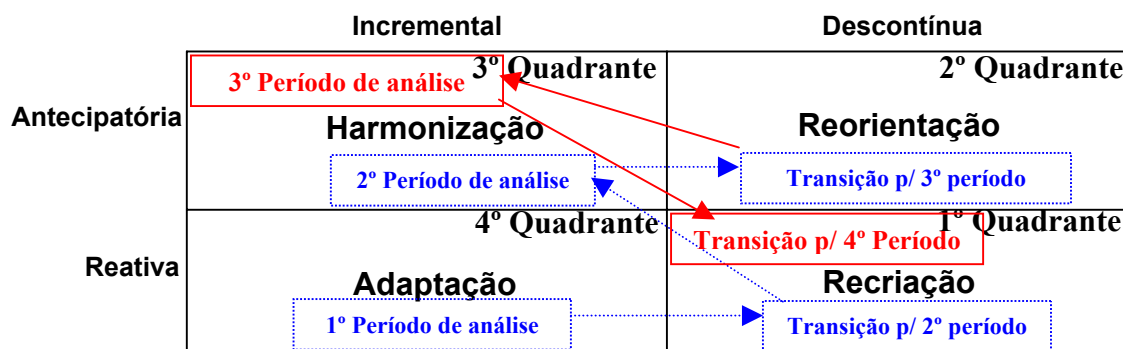 Incremental
Descontínua
3º Quadrante
2º Quadrante
3º Período de análise
Antecipatória
Harmonização
Reorientação
2º Período de análise
Transição p/ 3º período
4º Quadrante
1º Quadrante
Transição p/ 4º Período
Reativa
Adaptação
Recriação
1º Período de análise
Transição p/ 2º período